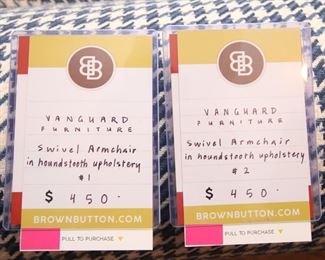 BB
VANGUARD
FURNITURE
Swivel Armchair
in houndstooth upholstery
#1
$ 450.
BROWNBUTTON.COM
PULL TO PURCHASE
BB
VANGUARD
FURNITURE
Swivel Armchair
in houndstooth upholstery
#2
$ 450.
BROWNBUTTON.COM
PULL TO PURCHASE